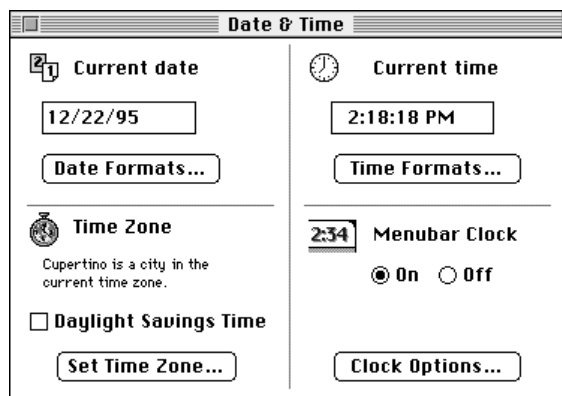 Date & Time
2
1
Current date
12/22/95
Date Formats...
Current time
2:18:18 PM
Time Formats...
Time Zone
Cupertino is a city in the
current time zone.
Daylight Savings Time
Set Time Zone...
2:34
Menubar Clock
On
Off
Clock Options...